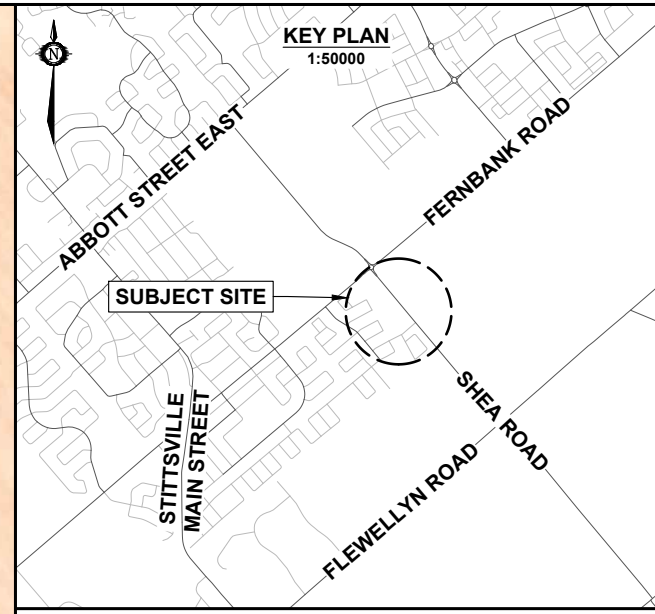 KEY PLAN
1:50000
N
ABBOTT STREET EAST
FERNBANK ROAD
SUBJECT SITE
STITTSVILLE
MAIN STREET
SHEA ROAD
FLEWELLYN ROAD